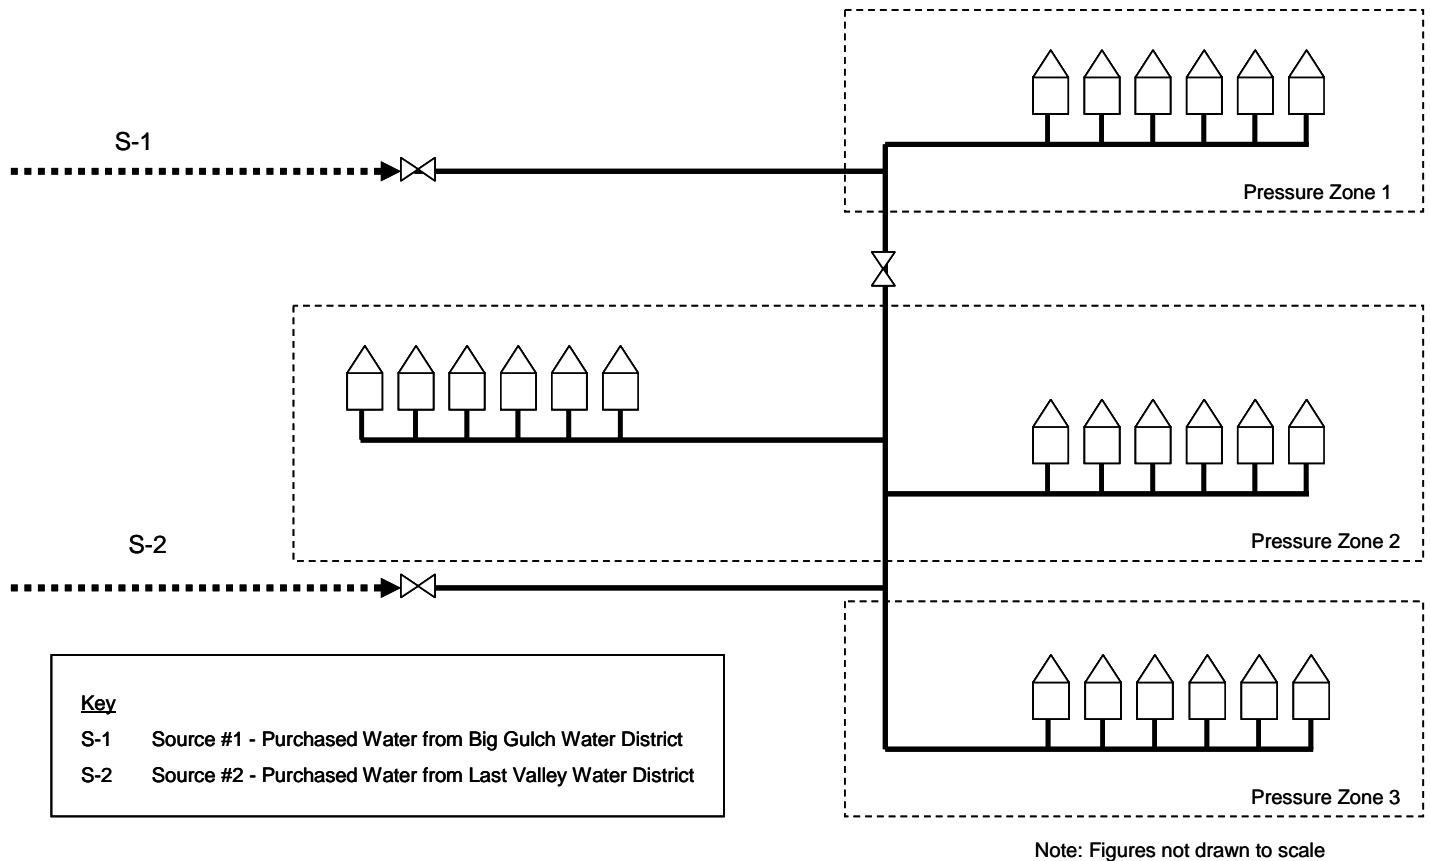 S-1
Pressure Zone 1
S-2
Pressure Zone 2
Key
S-1 Source #1 - Purchased Water from Big Gulch Water District
S-2 Source #2 - Purchased Water from Last Valley Water District
Pressure Zone 3
Note: Figures not drawn to scale